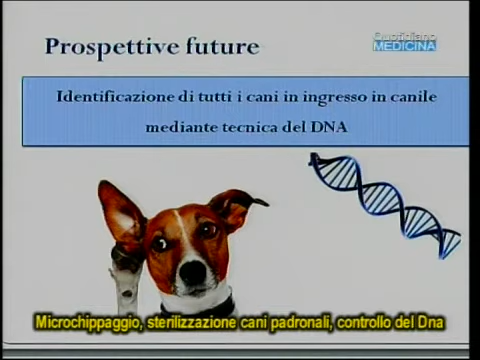 Prospettive future
Quotidiano
MEDICINA
Identificazione di tutti i cani in ingresso in canile
mediante tecnica del DNA
Microchippaggio, sterilizzazione cani padronali, controllo del Dna